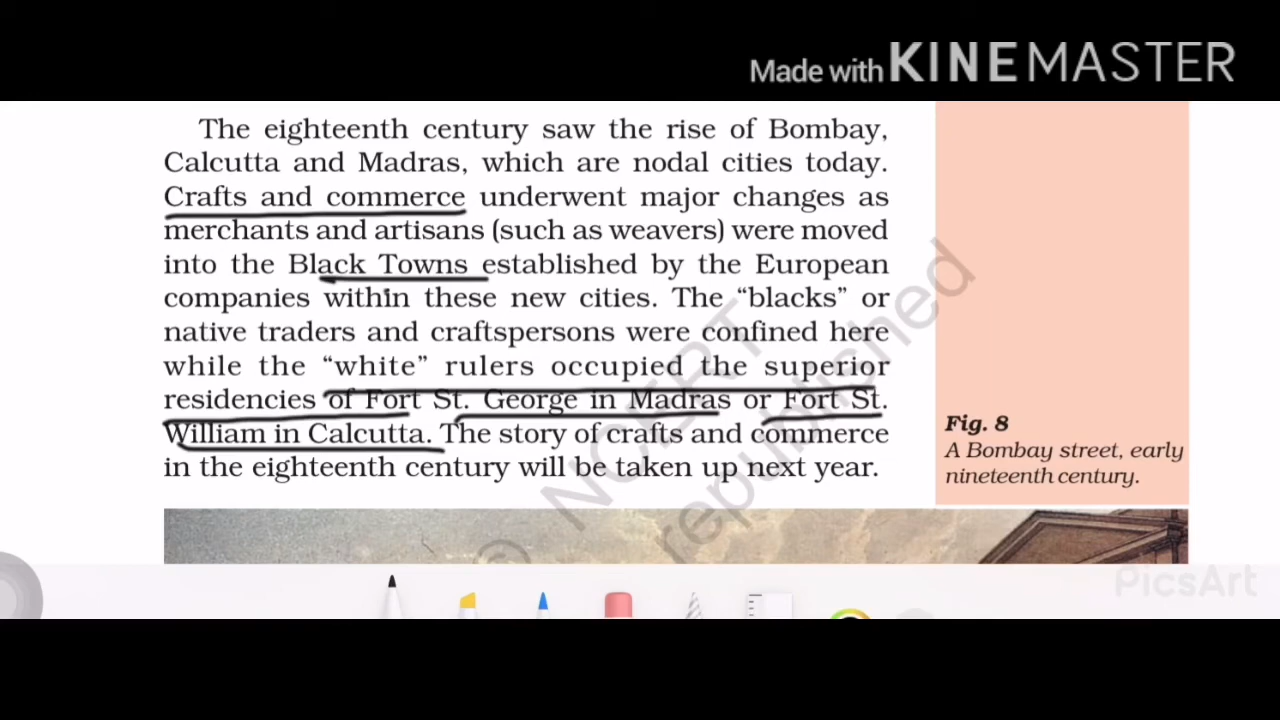 Made with KINEMASTER
The eighteenth century saw the rise of Bombay,
Calcutta and Madras, which are nodal cities today.
Crafts and commerce underwent major changes as
merchants and artisans (such as weavers) were moved
into the Black Towns established by the European
companies within these new cities. The “blacks” or
native traders and craftspersons were confined here
while the “white” rulers occupied the superior
residencies of Fort St. George in Madras or Fort St.
William in Calcutta. The story of crafts and commerce
in the eighteenth century will be taken up next year.
Fig. 8
A Bombay street, early
nineteenth century.
© NCERT
republished
PicsArt